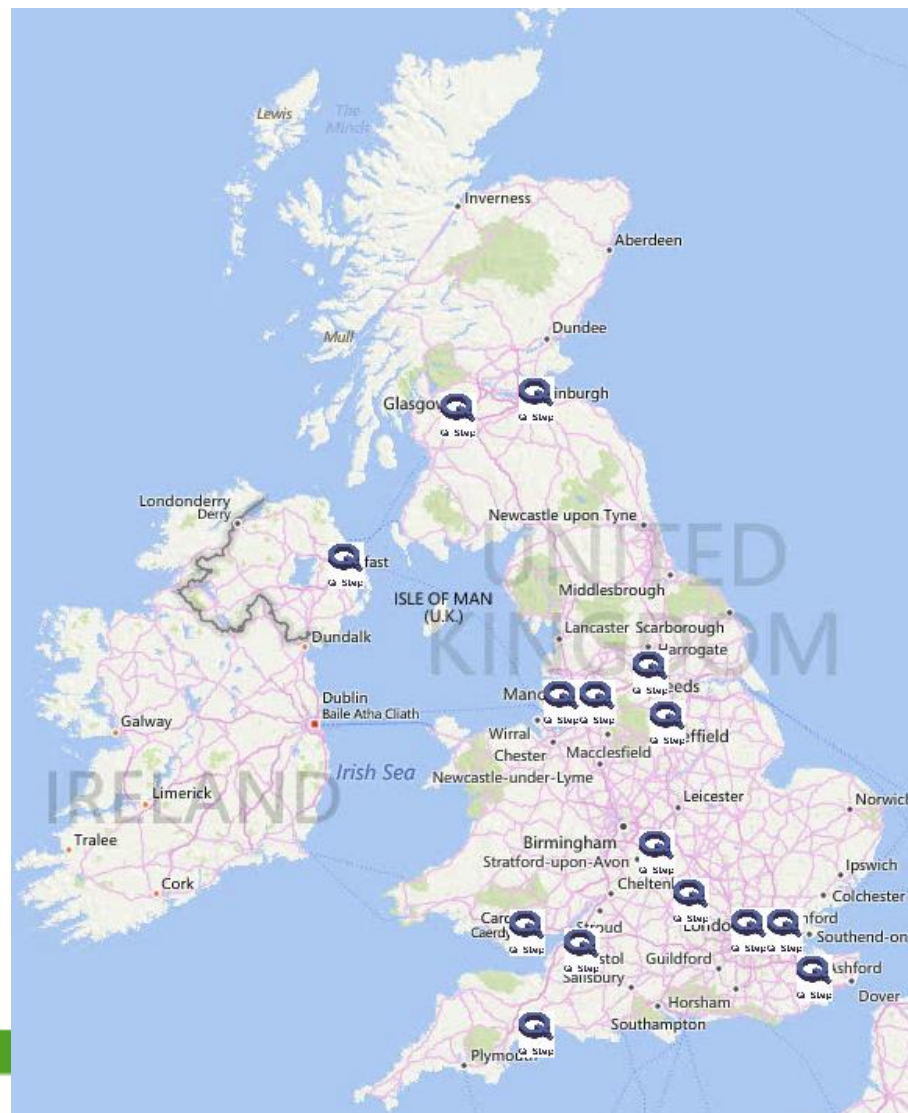 Lewis
The
Minch
Inverness
Aberdeen
Mull
Dundee
Glasgow
Q Step
inburgh
Q Step
Londonderry
Derry
Newcastle upon Tyne
UNITED
KINGDOM
fast
Q Step
ISLE OF MAN
(U.K.)
Middlesbrough
Dundalk
Lancaster
Scarborough
Harrogate
Q Step
eeds
Dublin
Baile Atha Cliath
Manc
Q Step
Q Step
Q Step
effield
Galway
Wirral
Chester
Macclesfield
Irish Sea
Newcastle-under-Lyme
IRELAND
Limerick
Leicester
Norwich
Tralee
Birmingham
Stratford-upon-Avon
Q Step
Ipswich
Cork
Chelten
Q Step
Colchester
Card
Caerdy
Q Step
Stroud
Londo
Q Step
Q Step
mford
Southend-on
Q Step
istol
Salisbury
Guildford
Q Step
Ashford
Dover
Horsham
Southampton
Q Step
Plymouth